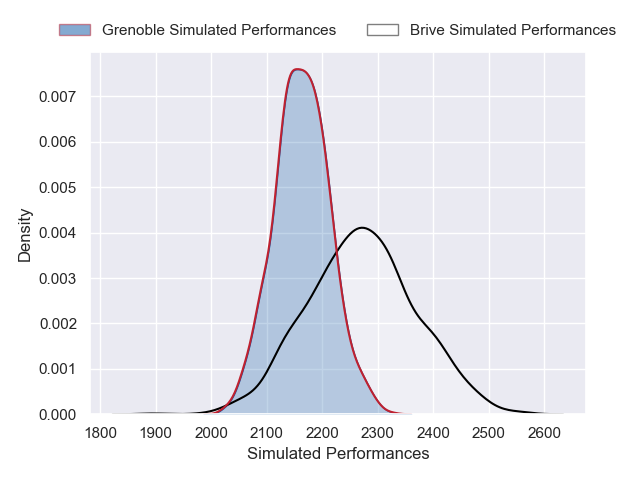 Grenoble Simulated Performances
Brive Simulated Performances
0.007
0.006
0.005
0.004
0.003
0.002
0.001
0.000
Density
1800 1900 2000 2100 2200 2300 2400 2500 2600
Simulated Performances